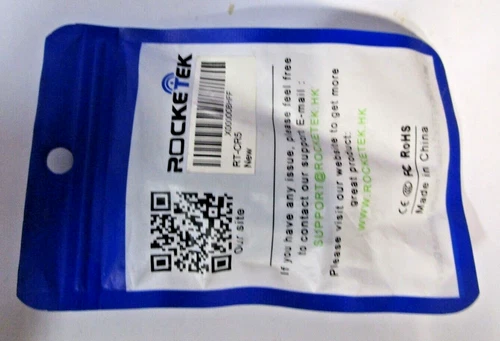 ROCKETEK
RT-CR5
New
Our site
If you have any issue, please feel free
to contact our support E-mail :
SUPPORT@ROCKETEK.HK
Please visit our website to get more
great product:
WWW.ROCKETEK.HK
CE FC RoHS
Made in China